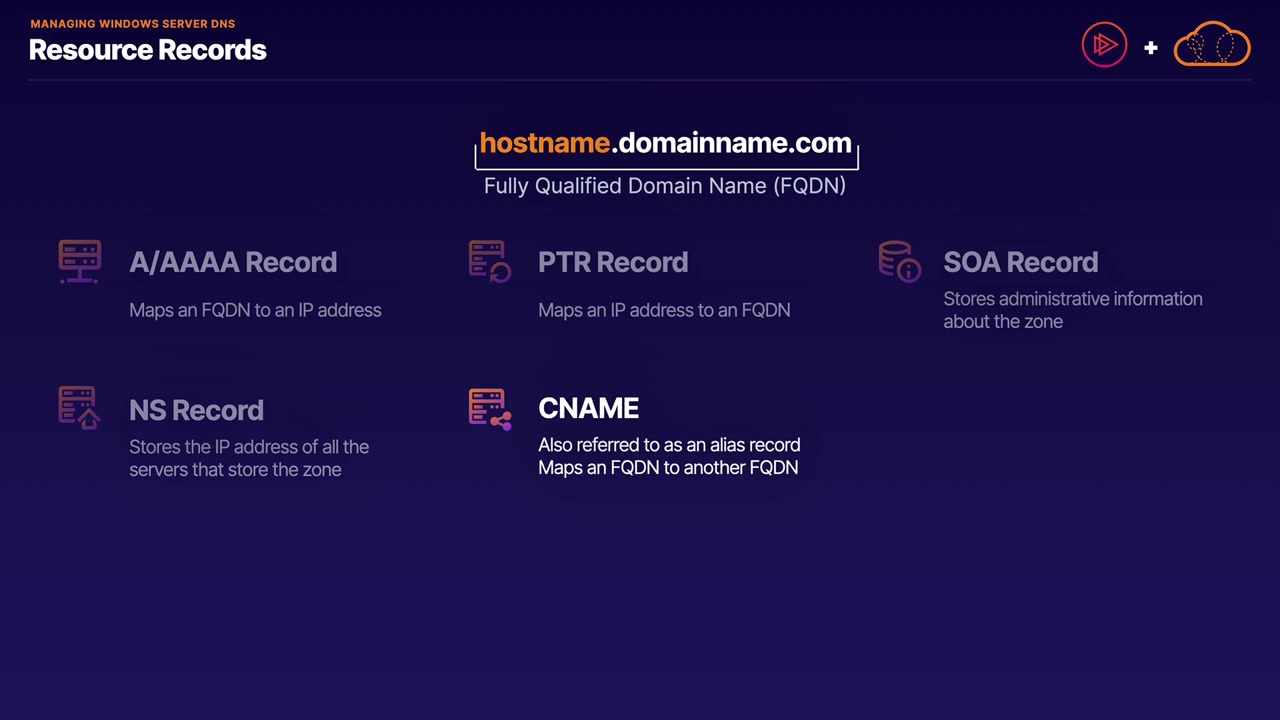 MANAGING WINDOWS SERVER DNS
Resource Records
+
hostname.domainname.com
Fully Qualified Domain Name (FQDN)
A/AAAA Record
Maps an FQDN to an IP address
PTR Record
Maps an IP address to an FQDN
SOA Record
Stores administrative information
about the zone
NS Record
Stores the IP address of all the
servers that store the zone
CNAME
Also referred to as an alias record
Maps an FQDN to another FQDN